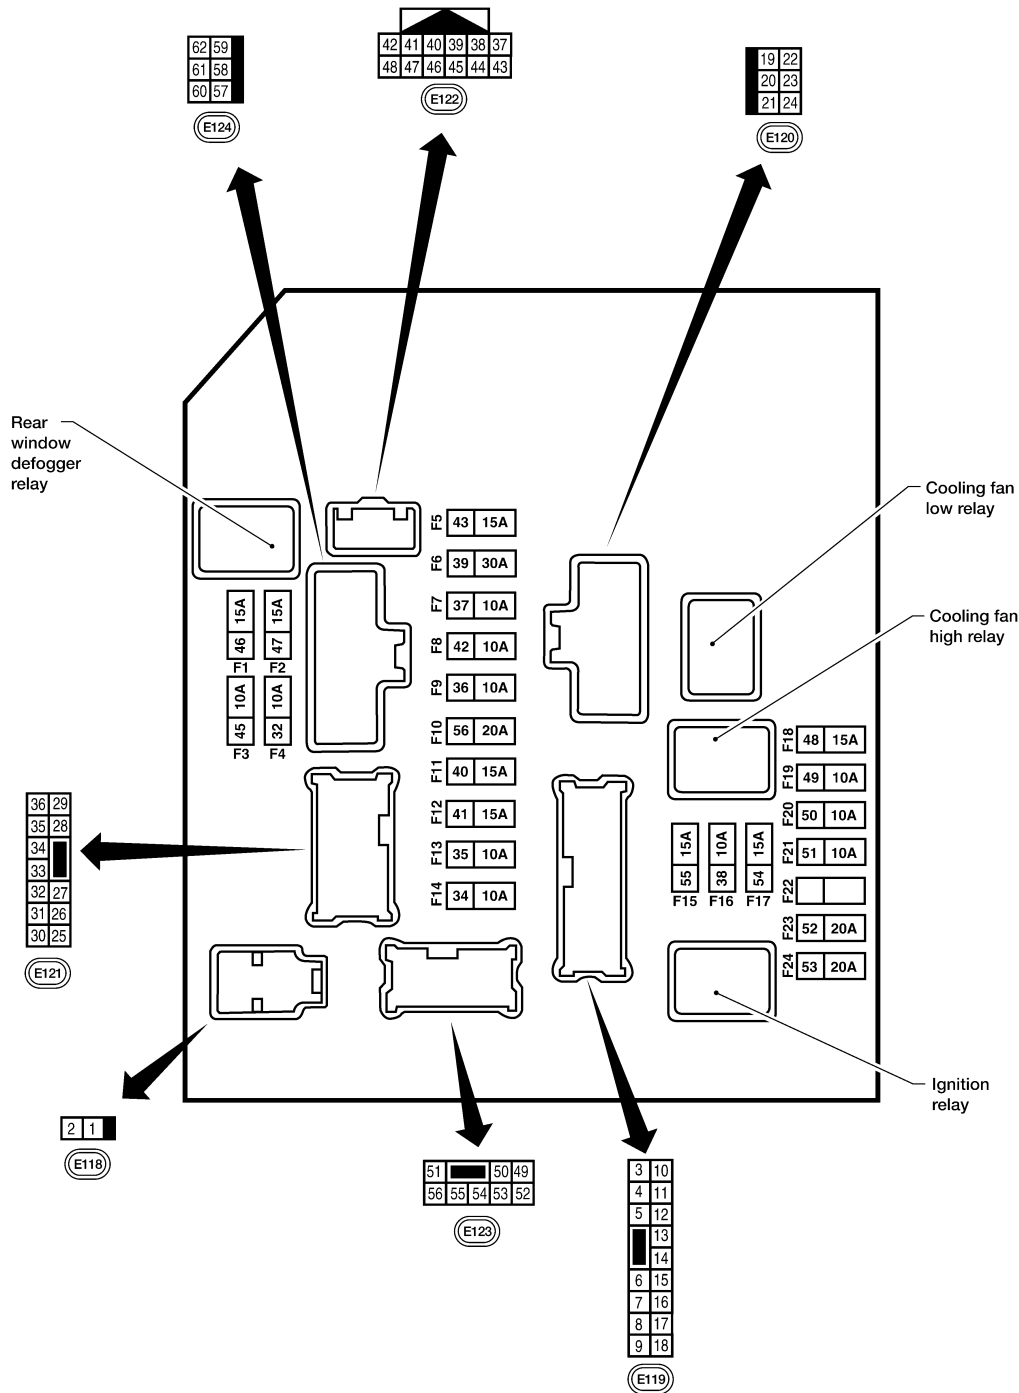 62 59
61 58
60 57
E124
42 41 40 39 38 37
48 47 46 45 44 43
E122
19 22
20 23
21 24
E120
Rear
window
defogger
relay
Cooling fan
low relay
Cooling fan
high relay
F5 43 15A
F6 39 30A
F7 37 10A
F8 42 10A
F9 36 10A
F10 56 20A
F11 40 15A
F12 41 15A
F13 35 10A
F14 34 10A
15A 46 F1
15A 47 F2
10A 45 F3
10A 32 F4
15A 55 F15
10A 38 F16
15A 54 F17
F18 48 15A
F19 49 10A
F20 50 10A
F21 51 10A
F22
F23 52 20A
F24 53 20A
36 29
35 28
34
33
32 27
31 26
30 25
E121
Ignition
relay
2 1
E118
51 50 49
56 55 54 53 52
E123
3 10
4 11
5 12
13
14
6 15
7 16
8 17
9 18
E119